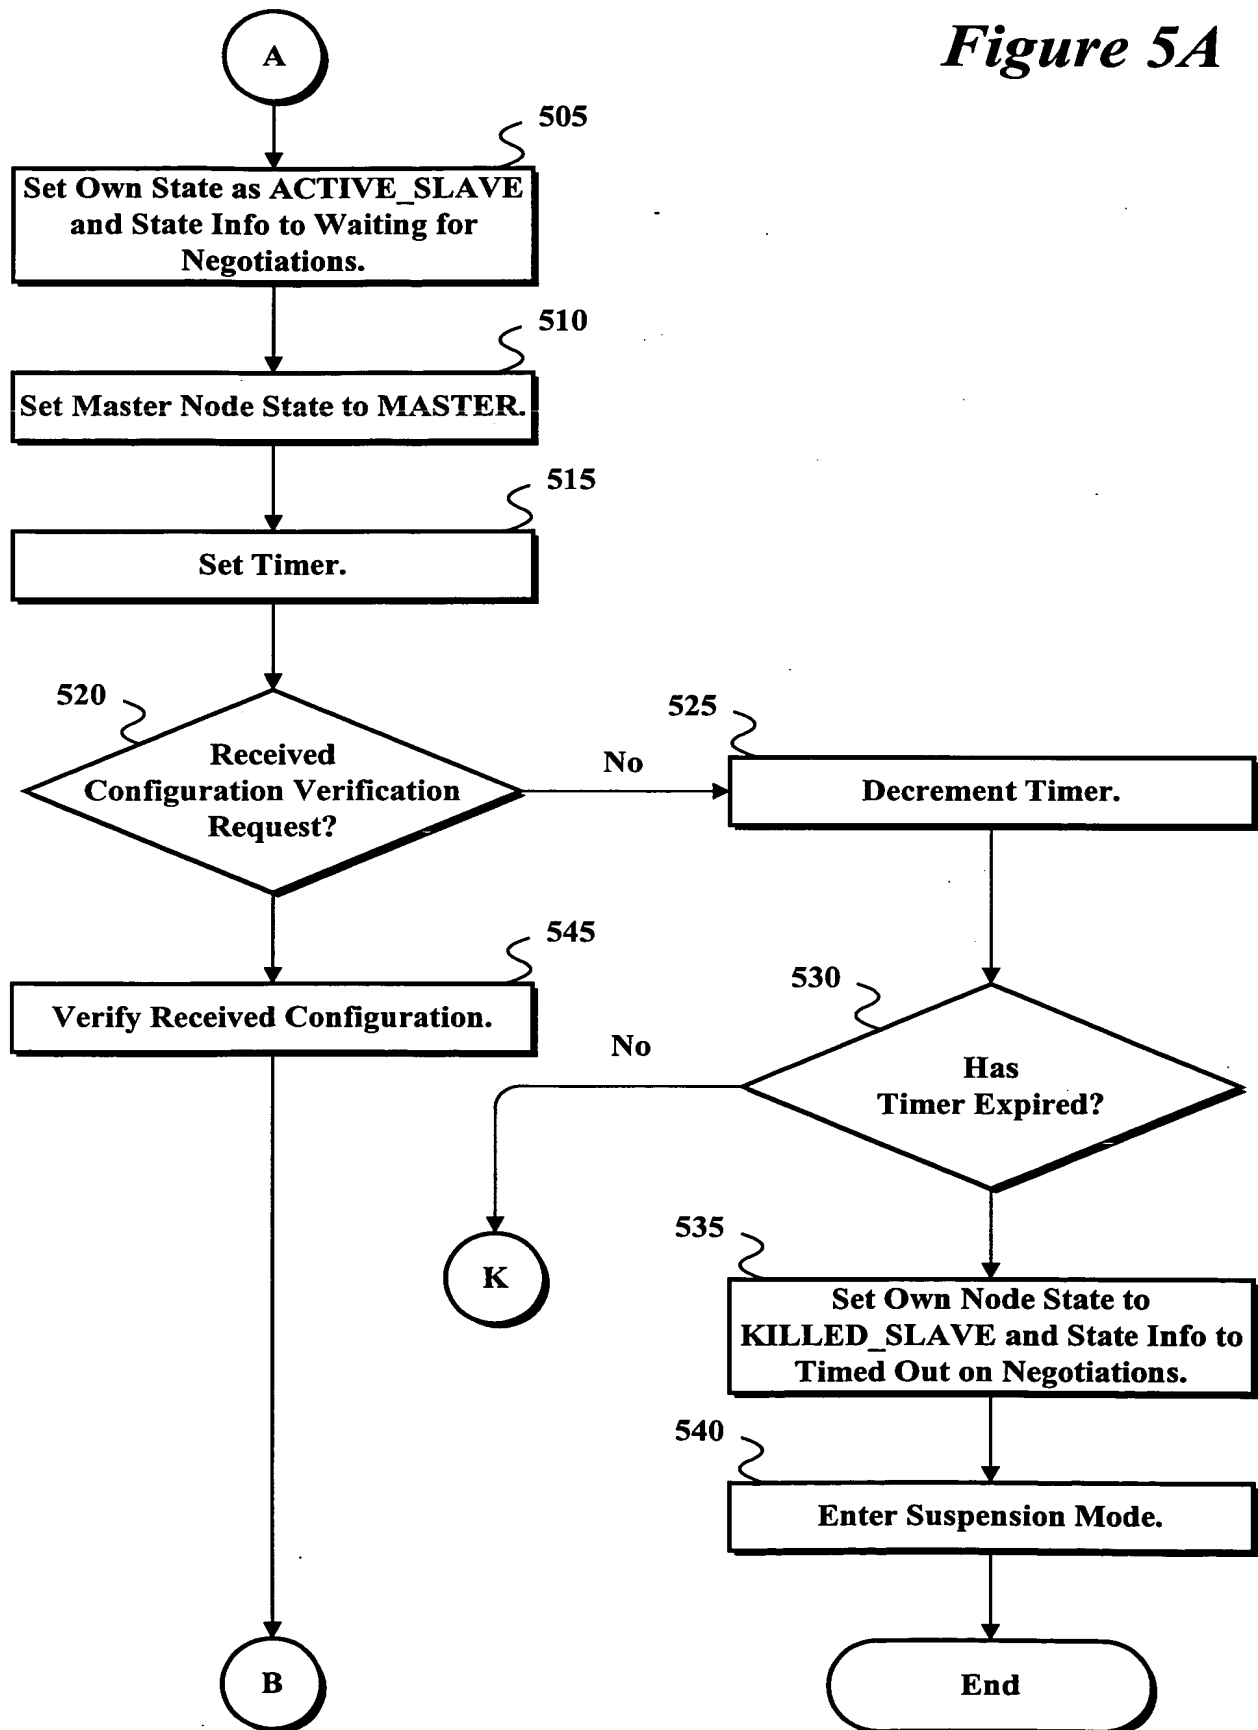 Figure 5A
A
505
Set Own State as ACTIVE_SLAVE
and State Info to Waiting for
Negotiations.
510
Set Master Node State to MASTER.
515
Set Timer.
520
Received
Configuration Verification
Request?
No
525
Decrement Timer.
545
Verify Received Configuration.
530
Has
Timer Expired?
No
K
535
Set Own Node State to
KILLED_SLAVE and State Info to
Timed Out on Negotiations.
540
Enter Suspension Mode.
B
End